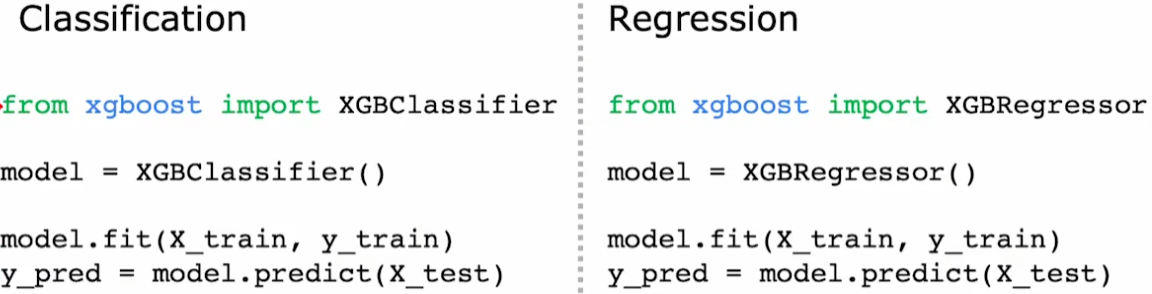 Classification
from xgboost import XGBClassifier
model = XGBClassifier()
model.fit(X_train, y_train)
y_pred = model.predict(X_test)
Regression
from xgboost import XGBRegressor
model = XGBRegressor()
model.fit(X_train, y_train)
y_pred = model.predict(X_test)